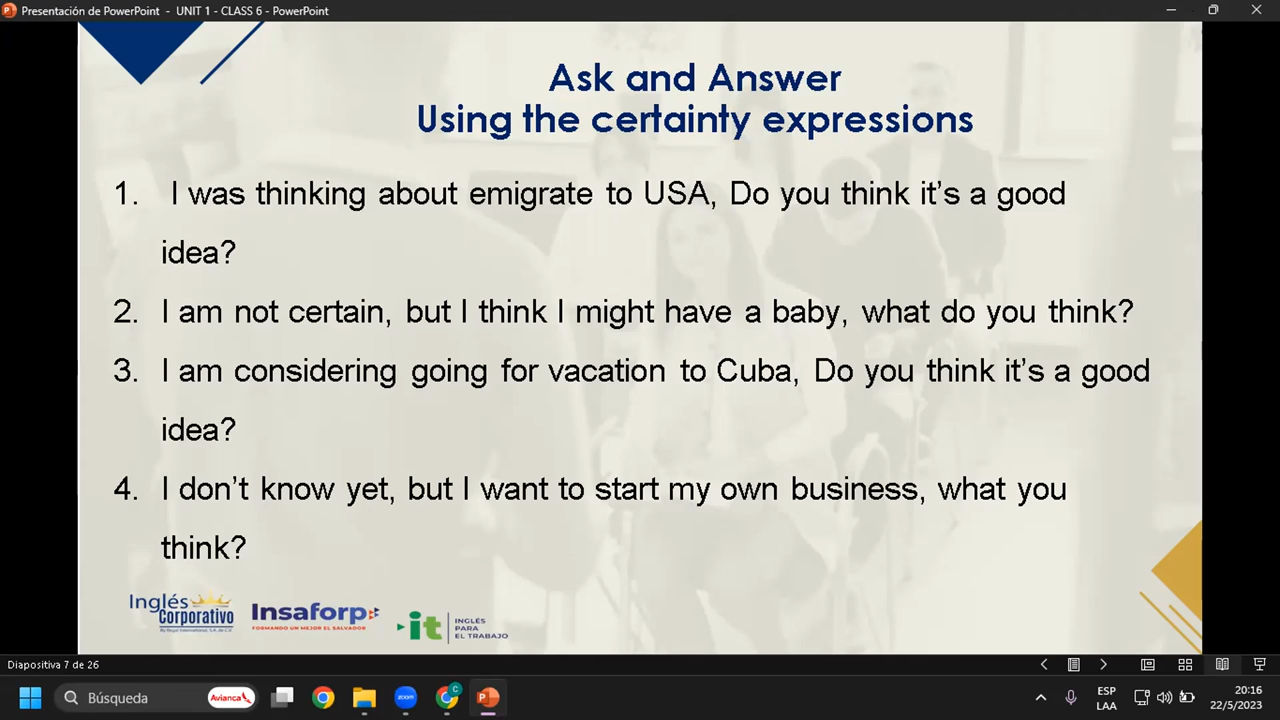 Presentación de PowerPoint - UNIT 1 - CLASS 6 - PowerPoint
Ask and Answer
Using the certainty expressions
1. I was thinking about emigrate to USA, Do you think it’s a good
idea?
2. I am not certain, but I think I might have a baby, what do you think?
3. I am considering going for vacation to Cuba, Do you think it’s a good
idea?
4. I don’t know yet, but I want to start my own business, what you
think?
Inglés
Corporativo
By Royal International, S.A. de C.V.
Insaforp
FORMANDO UN MEJOR EL SALVADOR
it
INGLÉS
PARA
EL TRABAJO
Diapositiva 7 de 26
Búsqueda
Avianca
zoom
C
ESP
LAA
20:16
22/5/2023